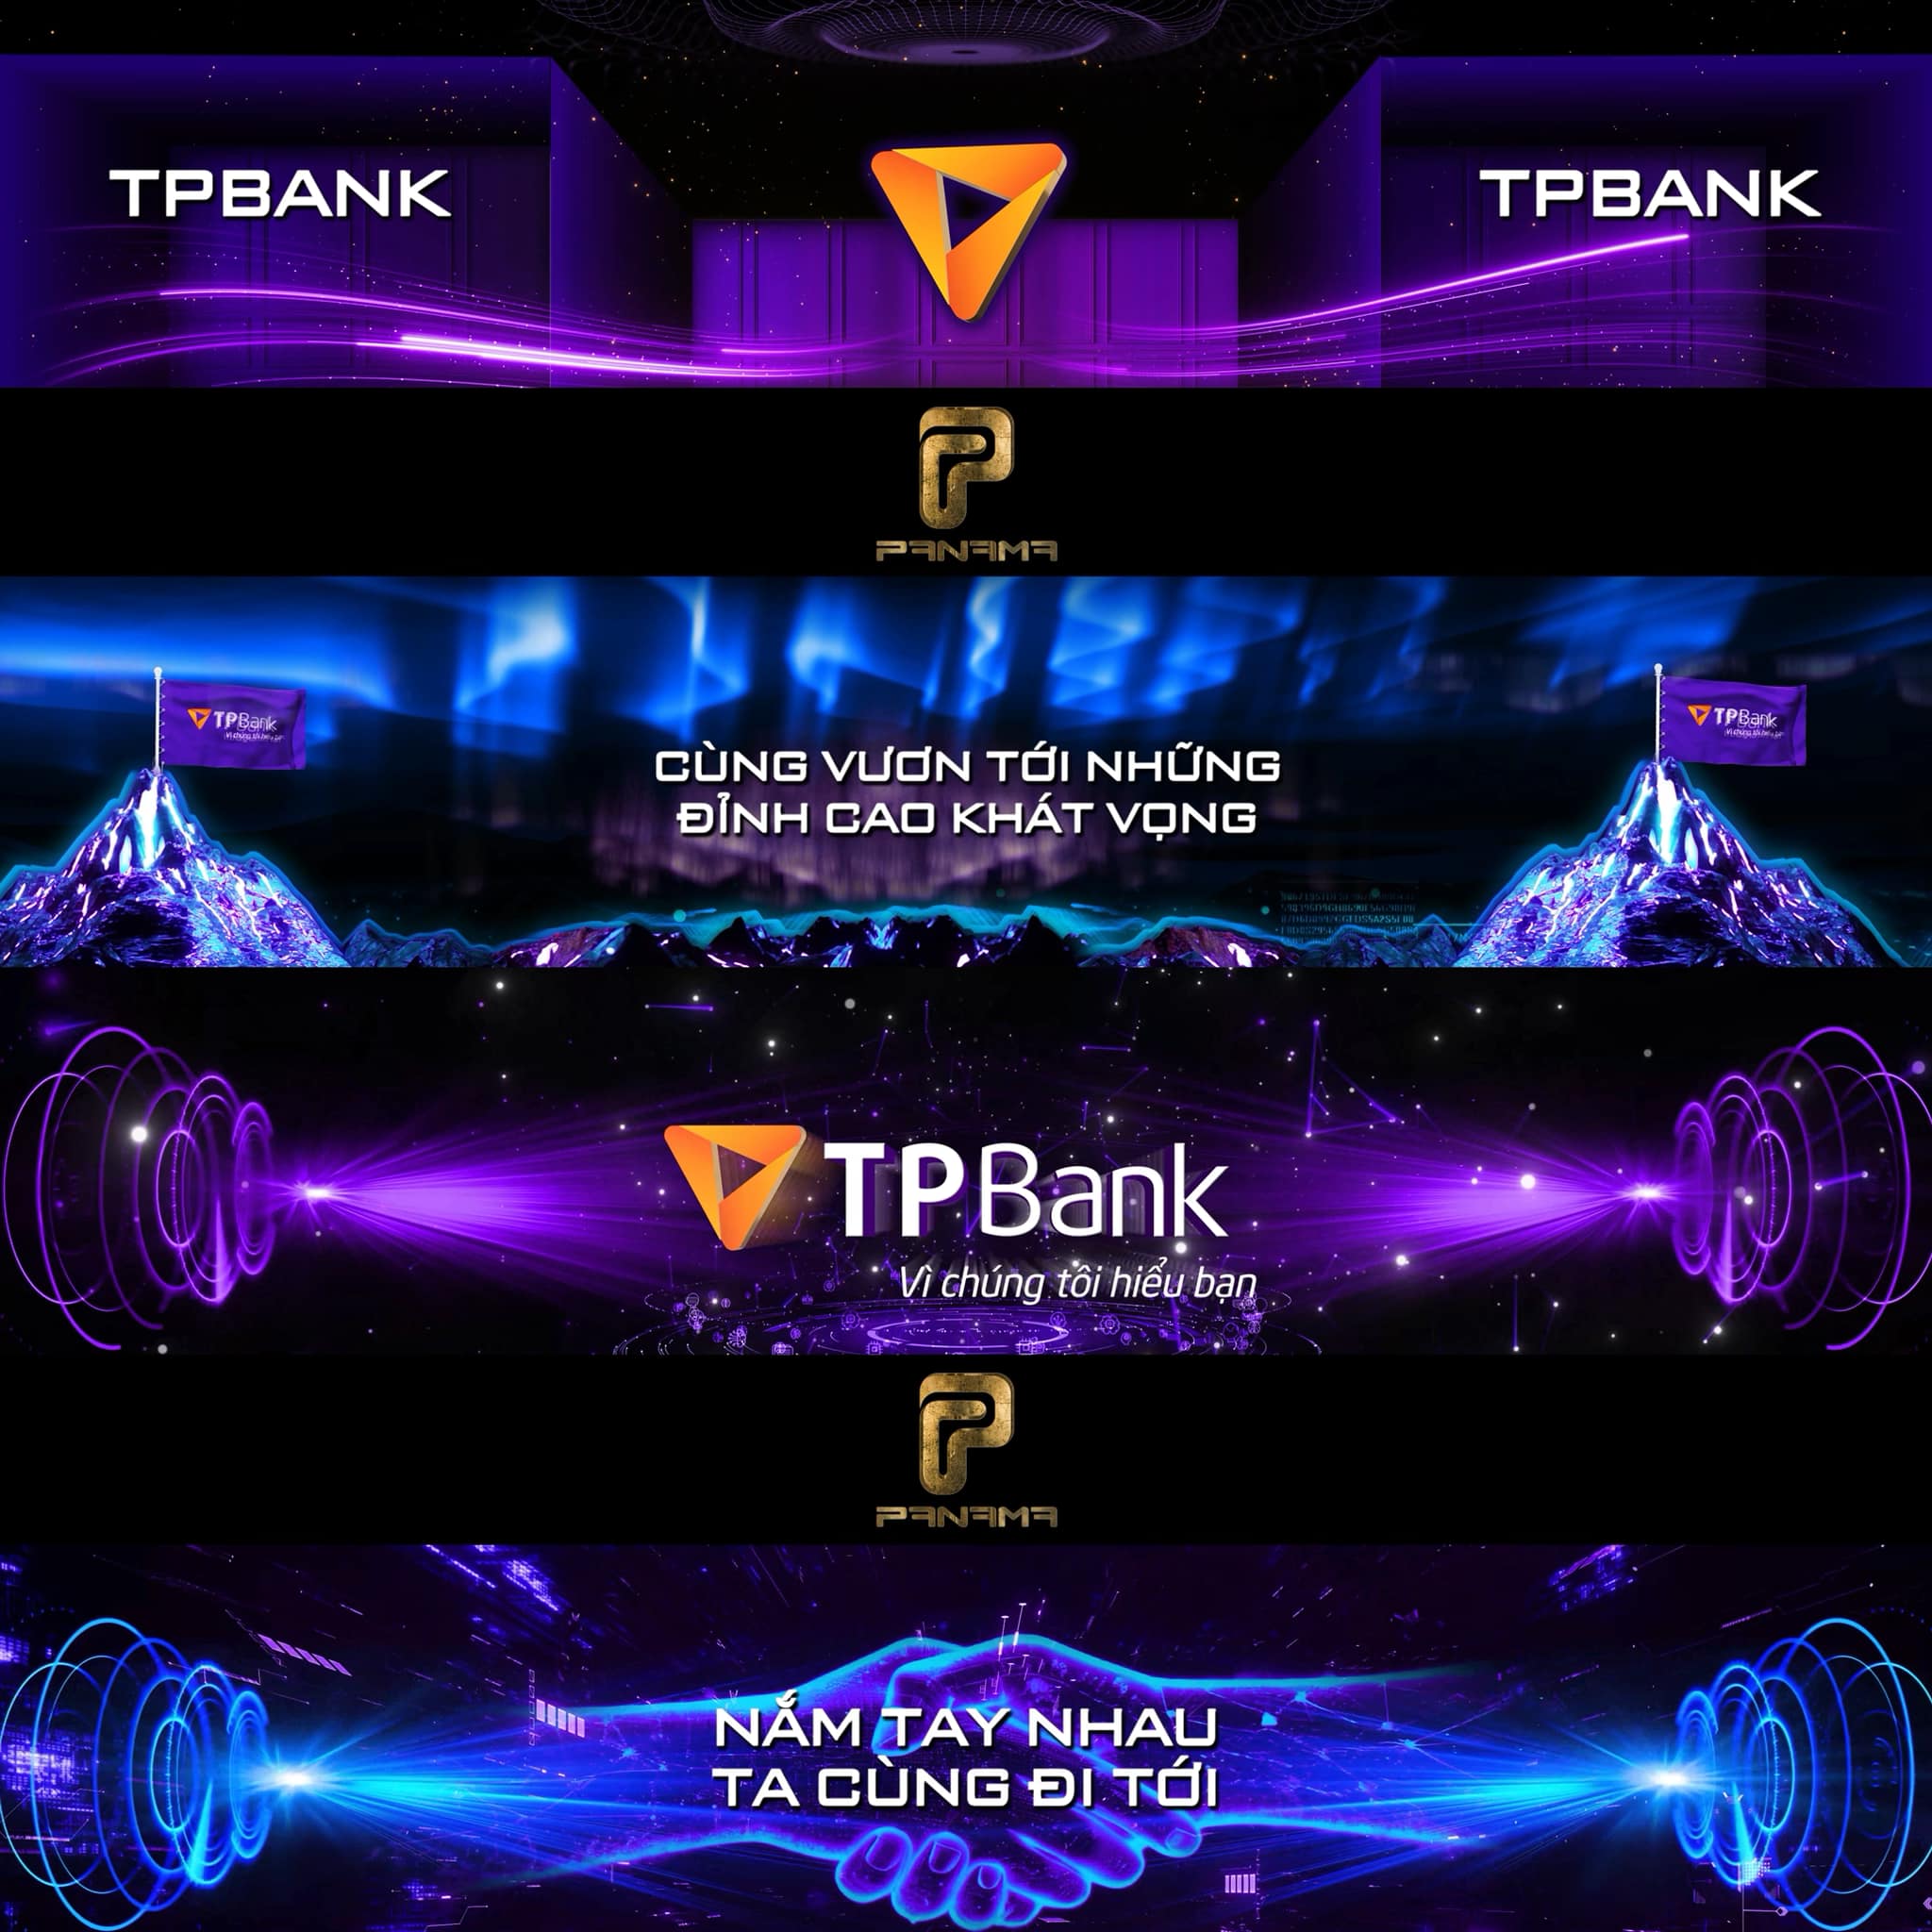 TPBANK
TPBANK
PANAMA
TPBank
TPBank
CÙNG VƯƠN TỚI NHỮNG
ĐỈNH CAO KHÁT VỌNG
TPBank
Vì chúng tôi hiểu bạn
PANAMA
NẮM TAY NHAU
TA CÙNG ĐI TỚI